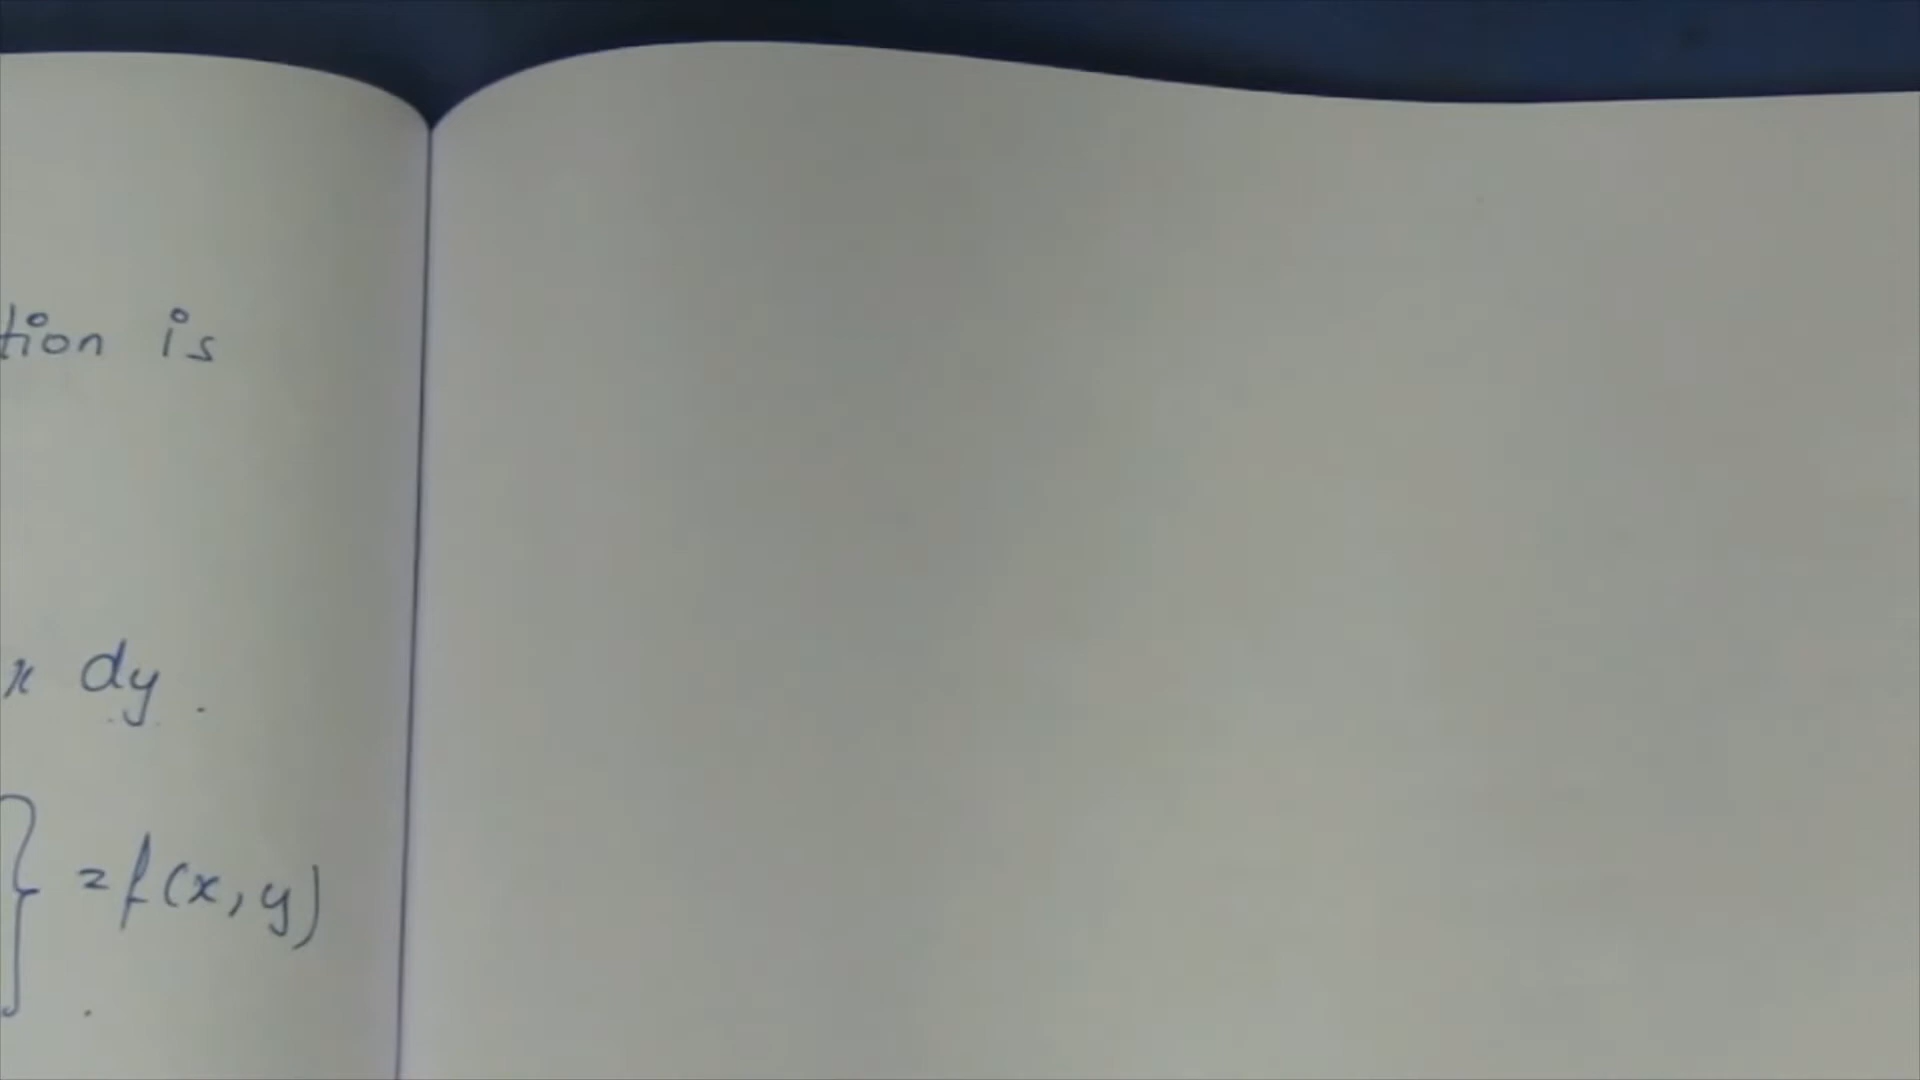 tion is
x dy .
} = f(x, y)